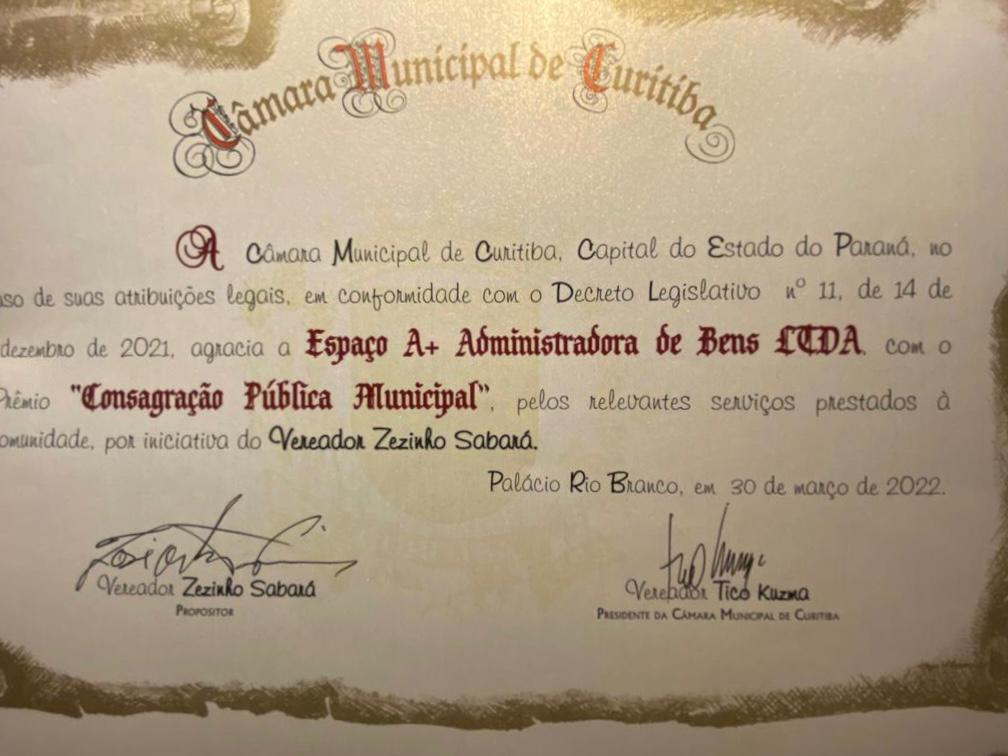 Câmara Municipal de Curitiba
A Câmara Municipal de Curitiba, Capital do Estado do Paraná, no
uso de suas atribuições legais, em conformidade com o Decreto Legislativo nº 11, de 14 de
dezembro de 2021, agracia a Espaço A+ Administradora de Bens LTDA, com o
Prêmio "Consagração Pública Municipal", pelos relevantes serviços prestados à
omunidade, por iniciativa do Vereador Zezinho Sabará.
Palácio Rio Branco, em 30 de março de 2022.
Vereador Zezinho Sabará
Propositor
Vereador Tico Kuzma
Presidente da Câmara Municipal de Curitiba